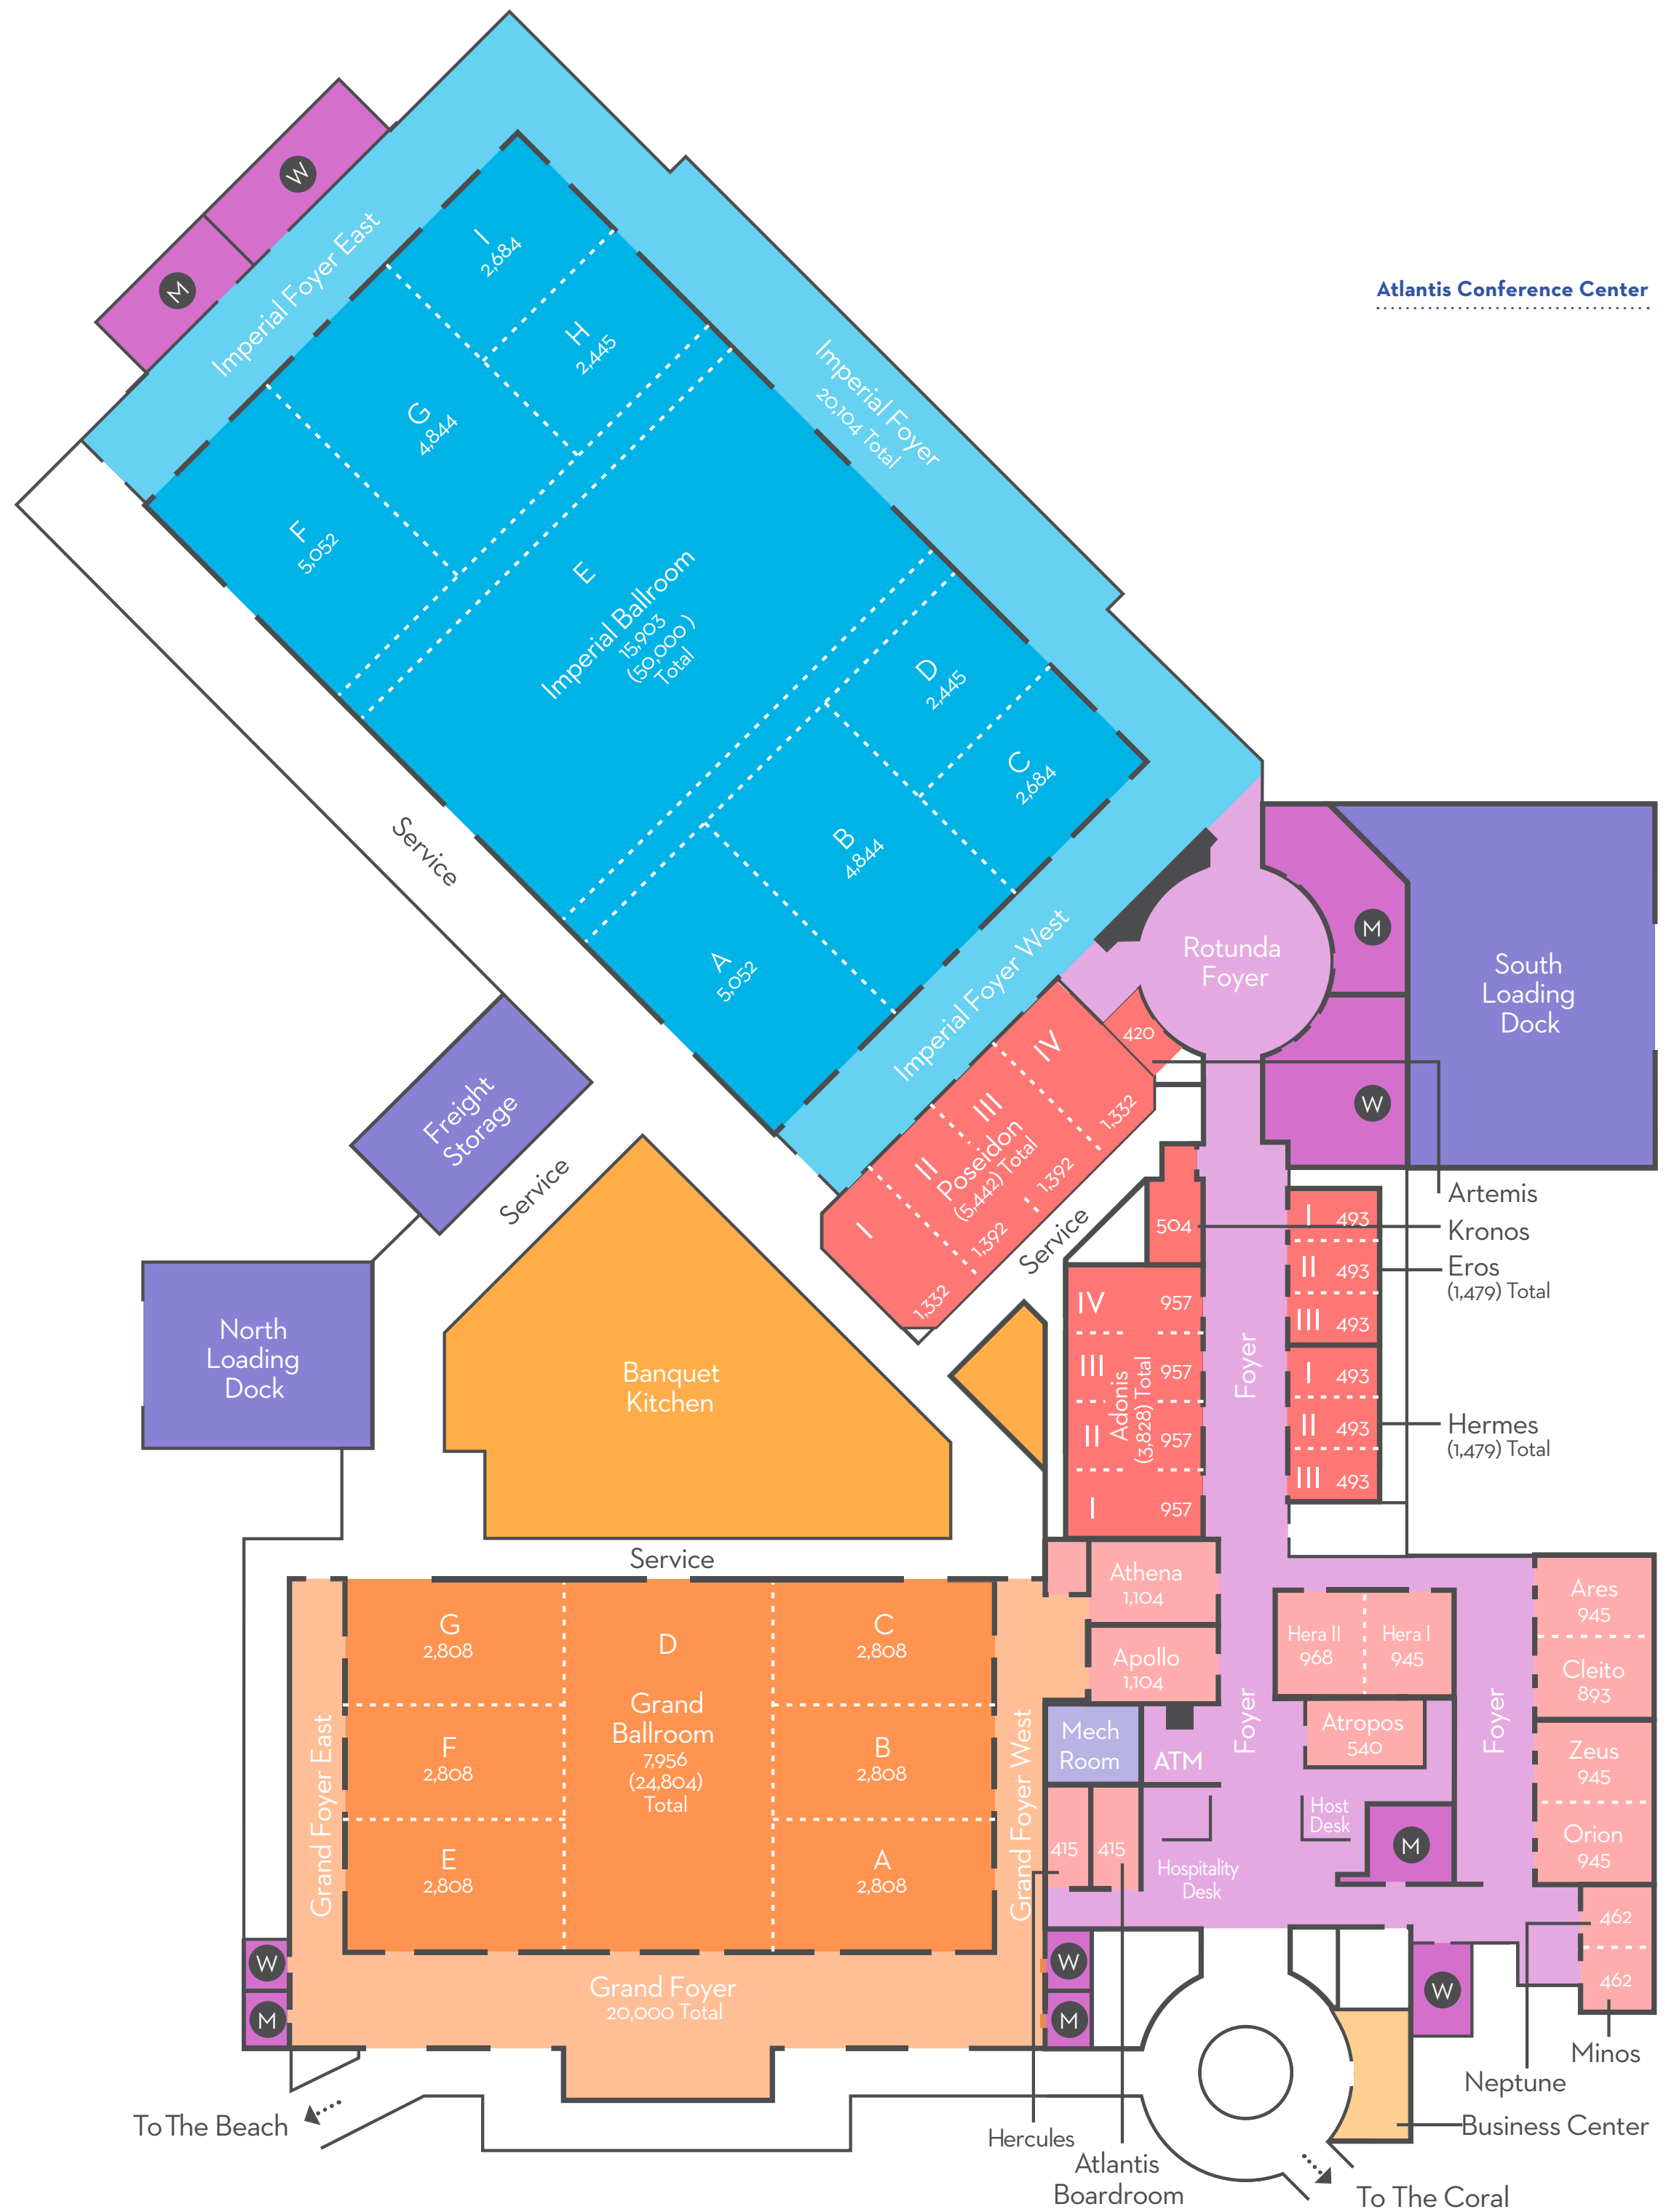 Atlantis Conference Center
W
M
Imperial Foyer East
I
2,684
H
2,445
G
4,844
F
5,052
Imperial Foyer
20,104 Total
E
Imperial Ballroom
15,903
(50,000 )
Total
D
2,445
C
2,684
B
4,844
A
5,052
Imperial Foyer West
Service
Rotunda
Foyer
M
W
South
Loading
Dock
Freight
Storage
Service
North
Loading
Dock
Banquet
Kitchen
Service
I
II
III
IV
Poseidon
(5,442) Total
1,332
1,392
1,392
1,332
420
Artemis
Service
504
Kronos
I 493
II 493
III 493
Eros
(1,479) Total
I 493
II 493
III 493
Hermes
(1,479) Total
IV 957
III 957
II 957
I 957
Adonis
(3,828) Total
Foyer
Athena
1,104
Apollo
1,104
Mech
Room
ATM
Foyer
Hera II
968
Hera I
945
Atropos
540
Host
Desk
M
Hospitality
Desk
Foyer
Ares
945
Cleito
893
Zeus
945
Orion
945
462
462
Neptune
Minos
W
Business Center
415
415
Hercules
Atlantis
Boardroom
To The Coral
Grand Foyer East
G
2,808
F
2,808
E
2,808
D
Grand
Ballroom
7,956
(24,804)
Total
C
2,808
B
2,808
A
2,808
Grand Foyer West
Grand Foyer
20,000 Total
W
M
W
M
To The Beach